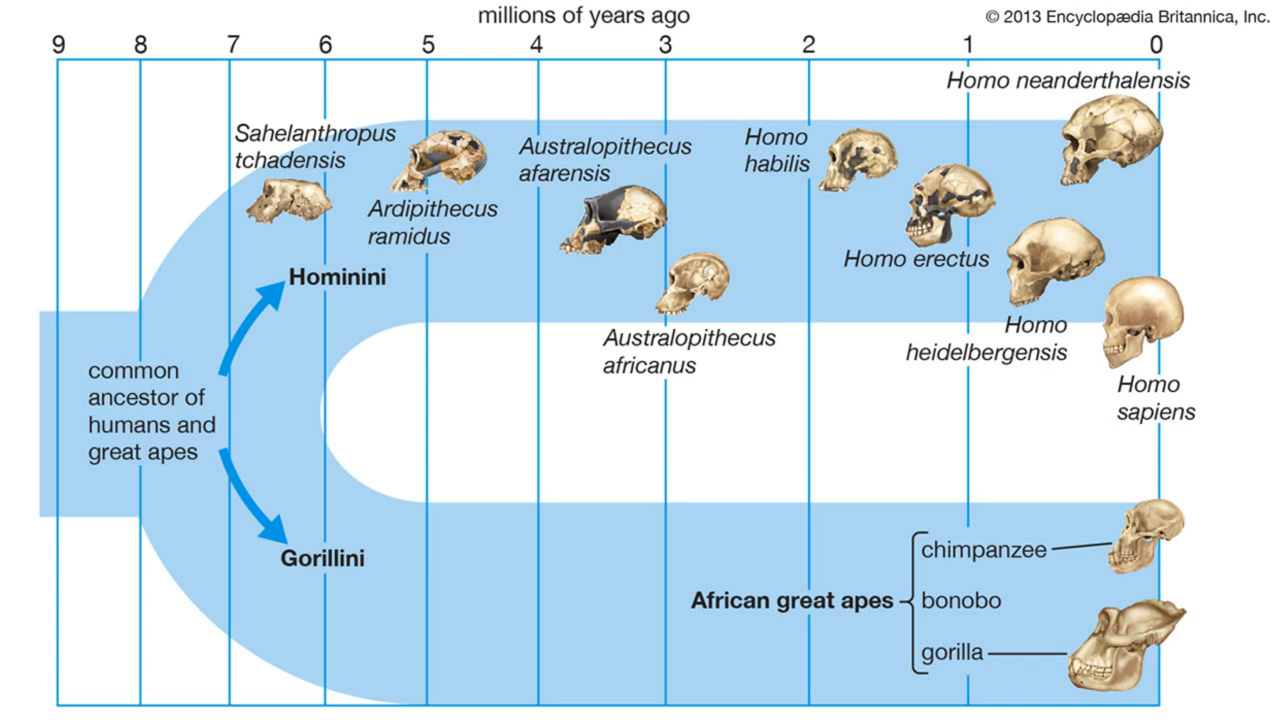 millions of years ago
© 2013 Encyclopædia Britannica, Inc.
9 8 7 6 5 4 3 2 1 0
Homo neanderthalensis
Sahelanthropus
tchadensis
Ardipithecus
ramidus
Australopithecus
afarensis
Australopithecus
africanus
Homo
habilis
Homo erectus
Homo
heidelbergensis
Homo
sapiens
Hominini
common
ancestor of
humans and
great apes
Gorillini
African great apes
chimpanzee
bonobo
gorilla